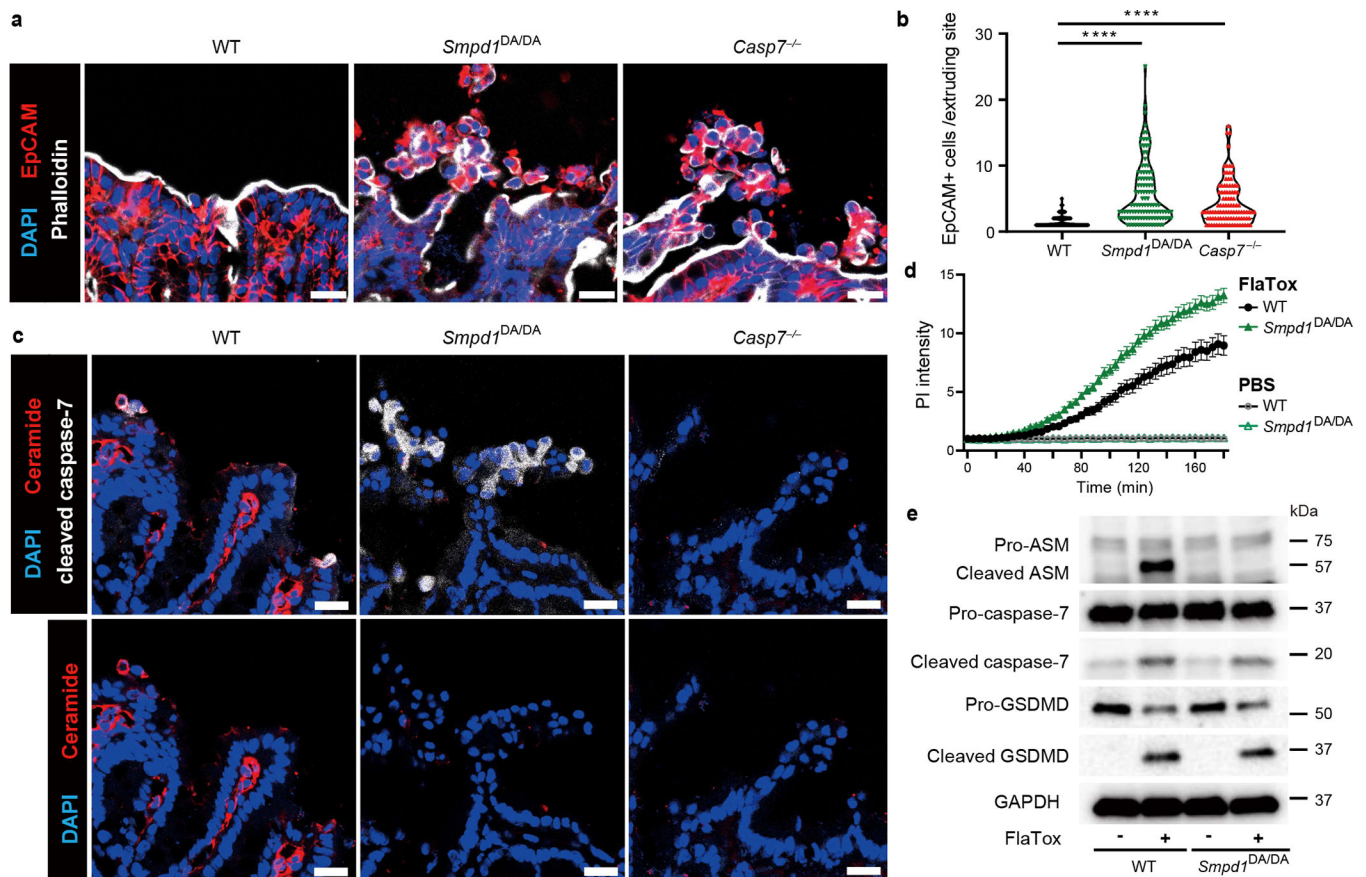 a
WT
Smpd1DA/DA
Casp7–/–
DAPI EpCAM
Phalloidin
b
****
****
EpCAM+ cells /extruding site
30
20
10
0
WT
Smpd1DA/DA
Casp7–/–
c
WT
Smpd1DA/DA
Casp7–/–
DAPI Ceramide
cleaved caspase-7
DAPI Ceramide
d
PI intensity
15
10
5
0
0
40
80
120
160
Time (min)
FlaTox
WT
Smpd1DA/DA
PBS
WT
Smpd1DA/DA
e
kDa
Pro-ASM
75
Cleaved ASM
57
Pro-caspase-7
37
Cleaved caspase-7
20
Pro-GSDMD
50
Cleaved GSDMD
37
GAPDH
37
FlaTox - + - +
WT
Smpd1DA/DA